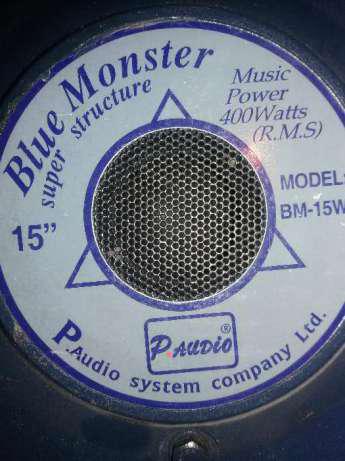 Blue Monster
super structure
Music
Power
400Watts
(R.M.S)
15”
MODEL:
BM-15W
P.AUDIO®
P.Audio system company Ltd.